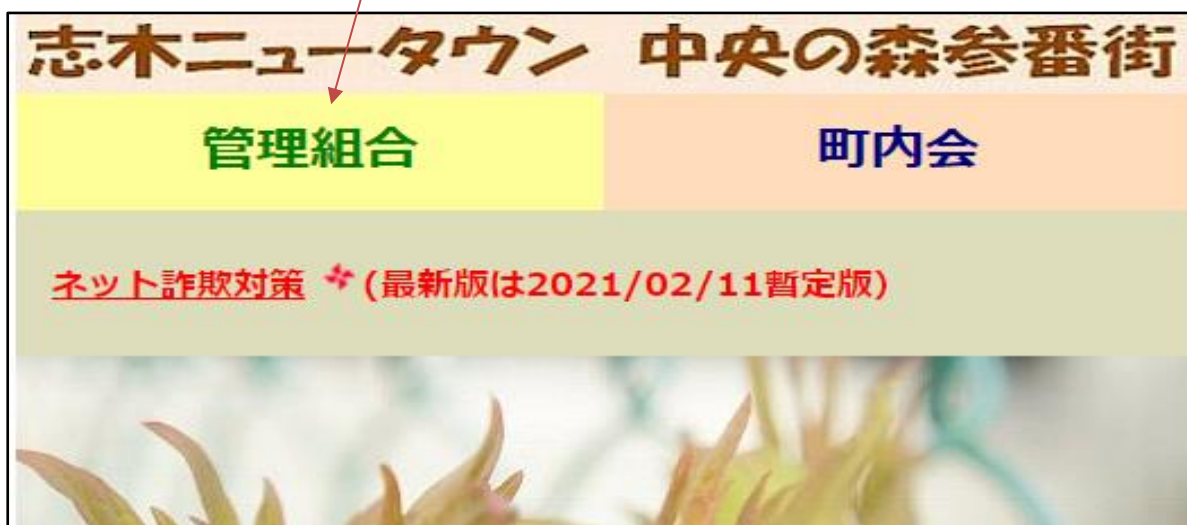 志木ニュータウン 中央の森参番街
管理組合 町内会
ネット詐欺対策 (最新版は2021/02/11暫定版)